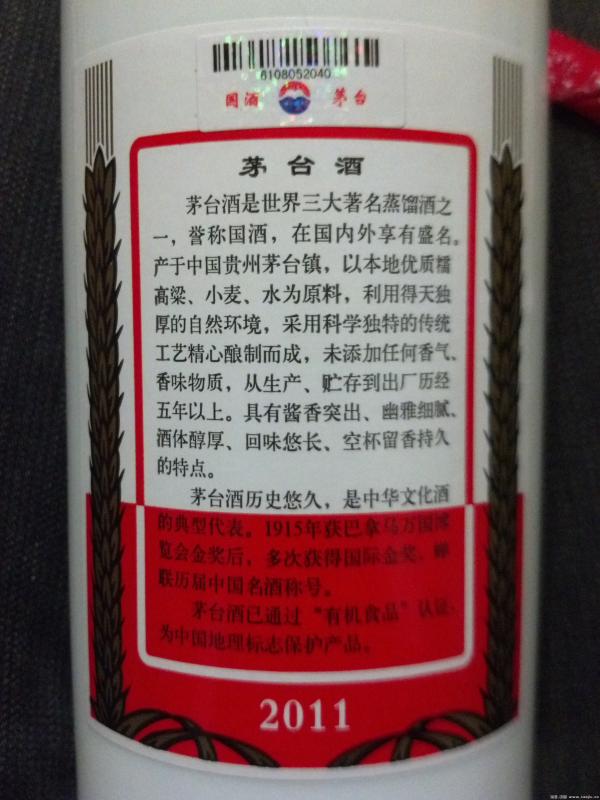 6108052040
国酒 茅台
茅台酒
茅台酒是世界三大著名蒸馏酒之
一，誉称国酒，在国内外享有盛名。
产于中国贵州茅台镇，以本地优质糯
高粱、小麦、水为原料，利用得天独
厚的自然环境，采用科学独特的传统
工艺精心酿制而成，未添加任何香气、
香味物质，从生产、贮存到出厂历经
五年以上。具有酱香突出、幽雅细腻、
酒体醇厚、回味悠长、空杯留香持久
的特点。
茅台酒历史悠久，是中华文化酒
的典型代表。1915年获巴拿马万国博
览会金奖后，多次获得国际金奖，蝉
联历届中国名酒称号。
茅台酒已通过“有机食品”认证，
为中国地理标志保护产品。
2011